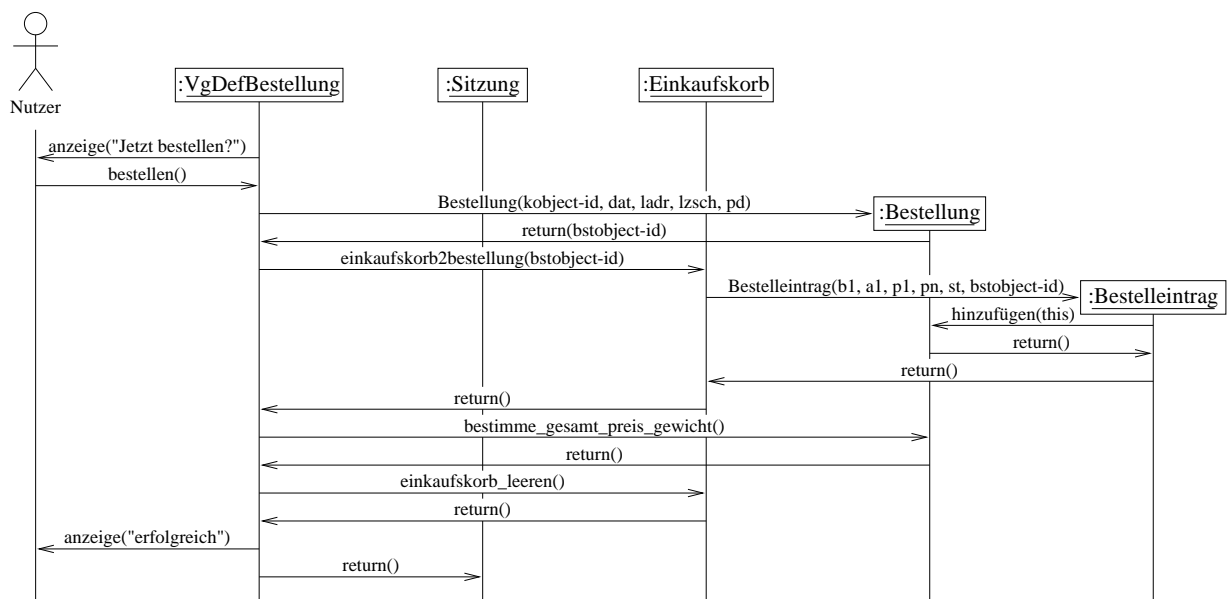 Nutzer
:VgDefBestellung
:Sitzung
:Einkaufskorb
anzeige("Jetzt bestellen?")
bestellen()
Bestellung(kobject-id, dat, ladr, lzsch, pd)
:Bestellung
return(bstobject-id)
einkaufskorb2bestellung(bstobject-id)
Bestelleintrag(b1, a1, p1, pn, st, bstobject-id)
:Bestelleintrag
hinzufügen(this)
return()
return()
return()
bestimme_gesamt_preis_gewicht()
return()
einkaufskorb_leeren()
return()
anzeige("erfolgreich")
return()